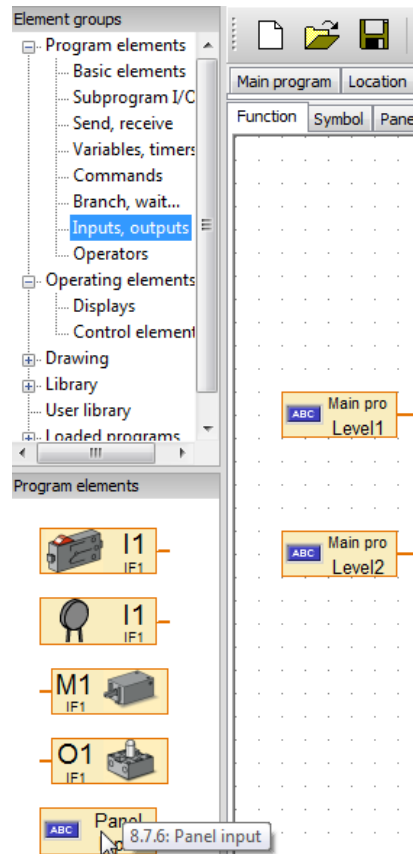 Element groups
Program elements
Basic elements
Subprogram I/O
Send, receive
Variables, timers
Commands
Branch, wait...
Inputs, outputs
Operators
Operating elements
Displays
Control element
Drawing
Library
User library
Loaded programs
Program elements
I1
IF1
I1
IF1
M1
IF1
O1
IF1
ABC Panel
8.7.6: Panel input
Main program Location
Function Symbol Pane
ABC Main pro
Level1
ABC Main pro
Level2